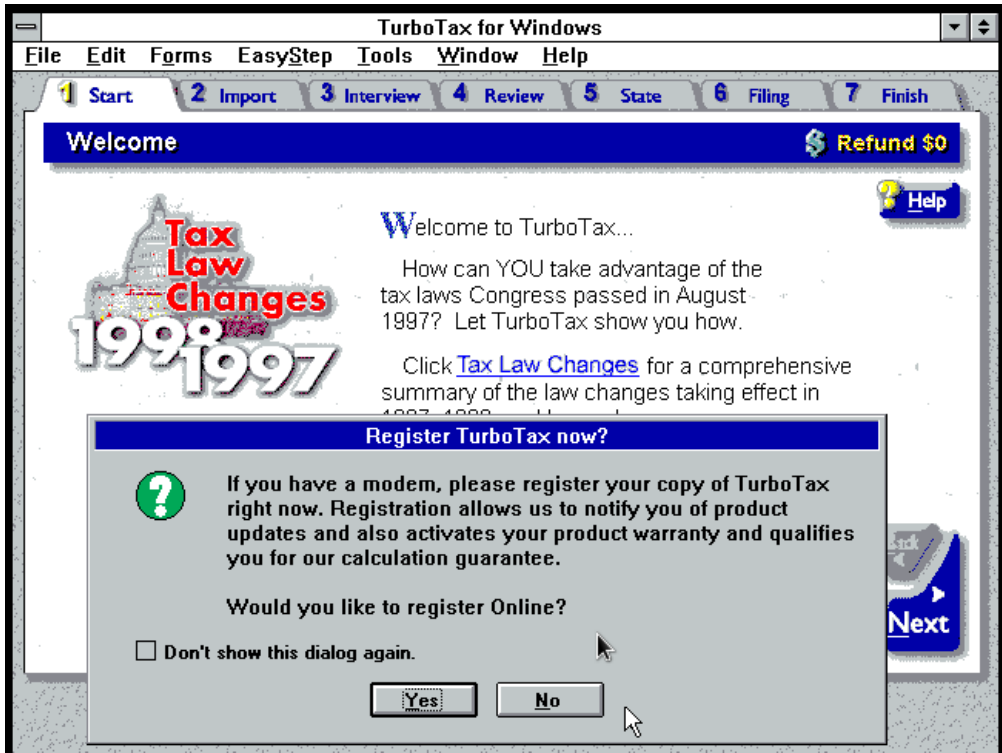 TurboTax for Windows
File Edit Forms EasyStep Tools Window Help
1 Start 2 Import 3 Interview 4 Review 5 State 6 Filing 7 Finish
Welcome
Refund $0
Help
Tax
Law
Changes
1998
1997
Welcome to TurboTax...
How can YOU take advantage of the
tax laws Congress passed in August
1997? Let TurboTax show you how.
Click Tax Law Changes for a comprehensive
summary of the law changes taking effect in
Register TurboTax now?
If you have a modem, please register your copy of TurboTax
right now. Registration allows us to notify you of product
updates and also activates your product warranty and qualifies
you for our calculation guarantee.
Would you like to register Online?
Don't show this dialog again.
Yes No
Back
Next